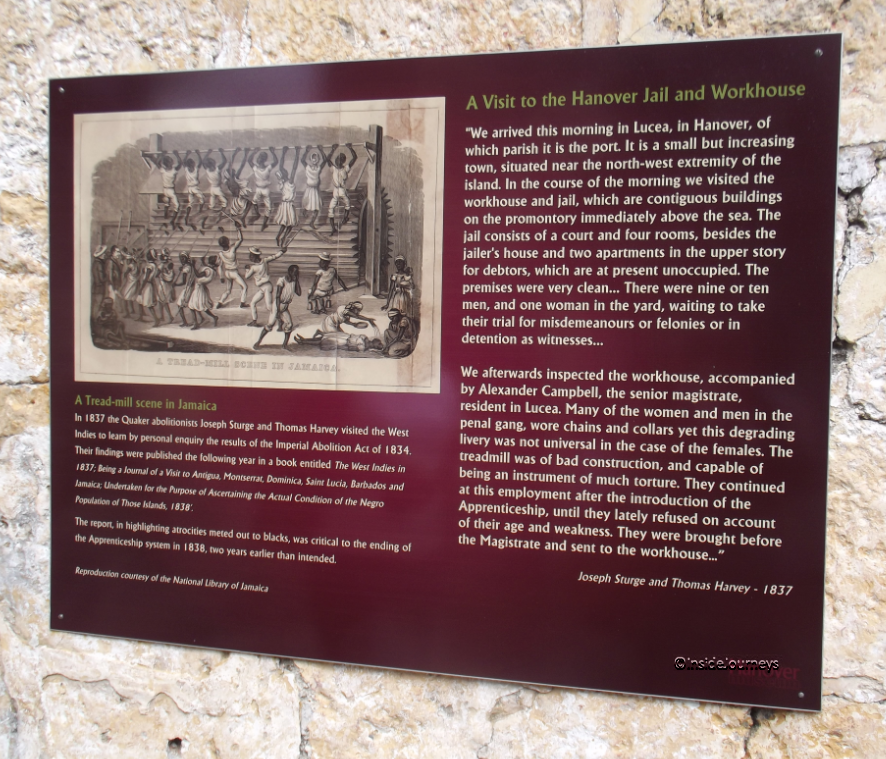 A TREAD-MILL SCENE IN JAMAICA.
A Tread-mill scene in Jamaica
In 1837 the Quaker abolitionists Joseph Sturge and Thomas Harvey visited the West
Indies to learn by personal enquiry the results of the Imperial Abolition Act of 1834.
Their findings were published the following year in a book entitled The West Indies in
1837; Being a Journal of a Visit to Antigua, Montserrat, Dominica, Saint Lucia, Barbados and
Jamaica; Undertaken for the Purpose of Ascertaining the Actual Condition of the Negro
Population of Those Islands, 1838'.
The report, in highlighting atrocities meted out to blacks, was critical to the ending of
the Apprenticeship system in 1838, two years earlier than intended.
Reproduction courtesy of the National Library of Jamaica
A Visit to the Hanover Jail and Workhouse
"We arrived this morning in Lucea, in Hanover, of
which parish it is the port. It is a small but increasing
town, situated near the north-west extremity of the
island. In the course of the morning we visited the
workhouse and jail, which are contiguous buildings
on the promontory immediately above the sea. The
jail consists of a court and four rooms, besides the
jailer's house and two apartments in the upper story
for debtors, which are at present unoccupied. The
premises were very clean... There were nine or ten
men, and one woman in the yard, waiting to take
their trial for misdemeanours or felonies or in
detention as witnesses...
We afterwards inspected the workhouse, accompanied
by Alexander Campbell, the senior magistrate,
resident in Lucea. Many of the women and men in the
penal gang, wore chains and collars yet this degrading
livery was not universal in the case of the females. The
treadmill was of bad construction, and capable of
being an instrument of much torture. They continued
at this employment after the introduction of the
Apprenticeship, until they lately refused on account
of their age and weakness. They were brought before
the Magistrate and sent to the workhouse..."
Joseph Sturge and Thomas Harvey - 1837
©InsideJourneys
Hanover